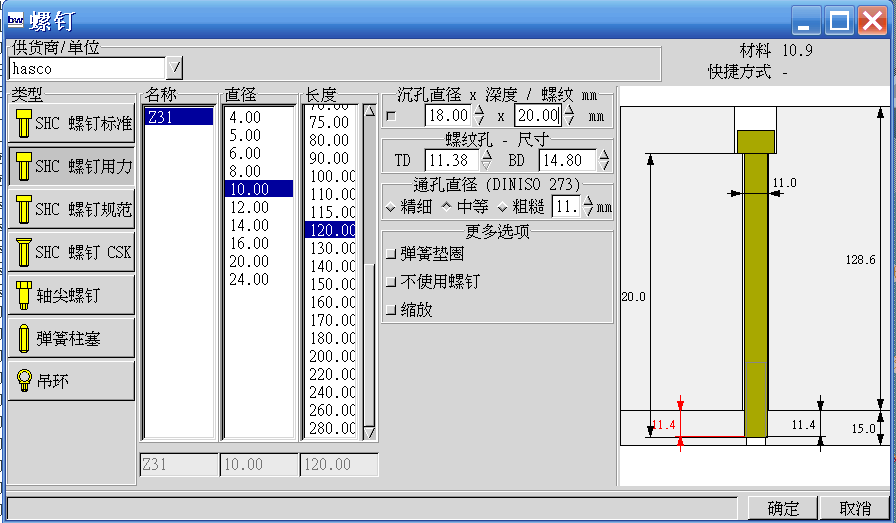 bw 螺钉
供货商/单位
hasco
材料 10.9
快捷方式 -
类型
SHC 螺钉标准
SHC 螺钉用力
SHC 螺钉规范
SHC 螺钉 CSK
轴尖螺钉
弹簧柱塞
吊环
名称
Z31
直径
4.00
5.00
6.00
8.00
10.00
12.00
14.00
16.00
20.00
24.00
长度
70.00
75.00
80.00
90.00
100.00
110.00
115.00
120.00
130.00
140.00
150.00
160.00
170.00
180.00
200.00
220.00
240.00
260.00
280.00
Z31 10.00 120.00
沉孔直径 x 深度 / 螺纹 mm
18.00 x 20.00 mm
螺纹孔 - 尺寸
TD 11.38 BD 14.80
通孔直径 (DINISO 273)
精细 中等 粗糙 11. mm
更多选项
弹簧垫圈
不使用螺钉
缩放
11.0
128.6
20.0
11.4
11.4
15.0
确定 取消